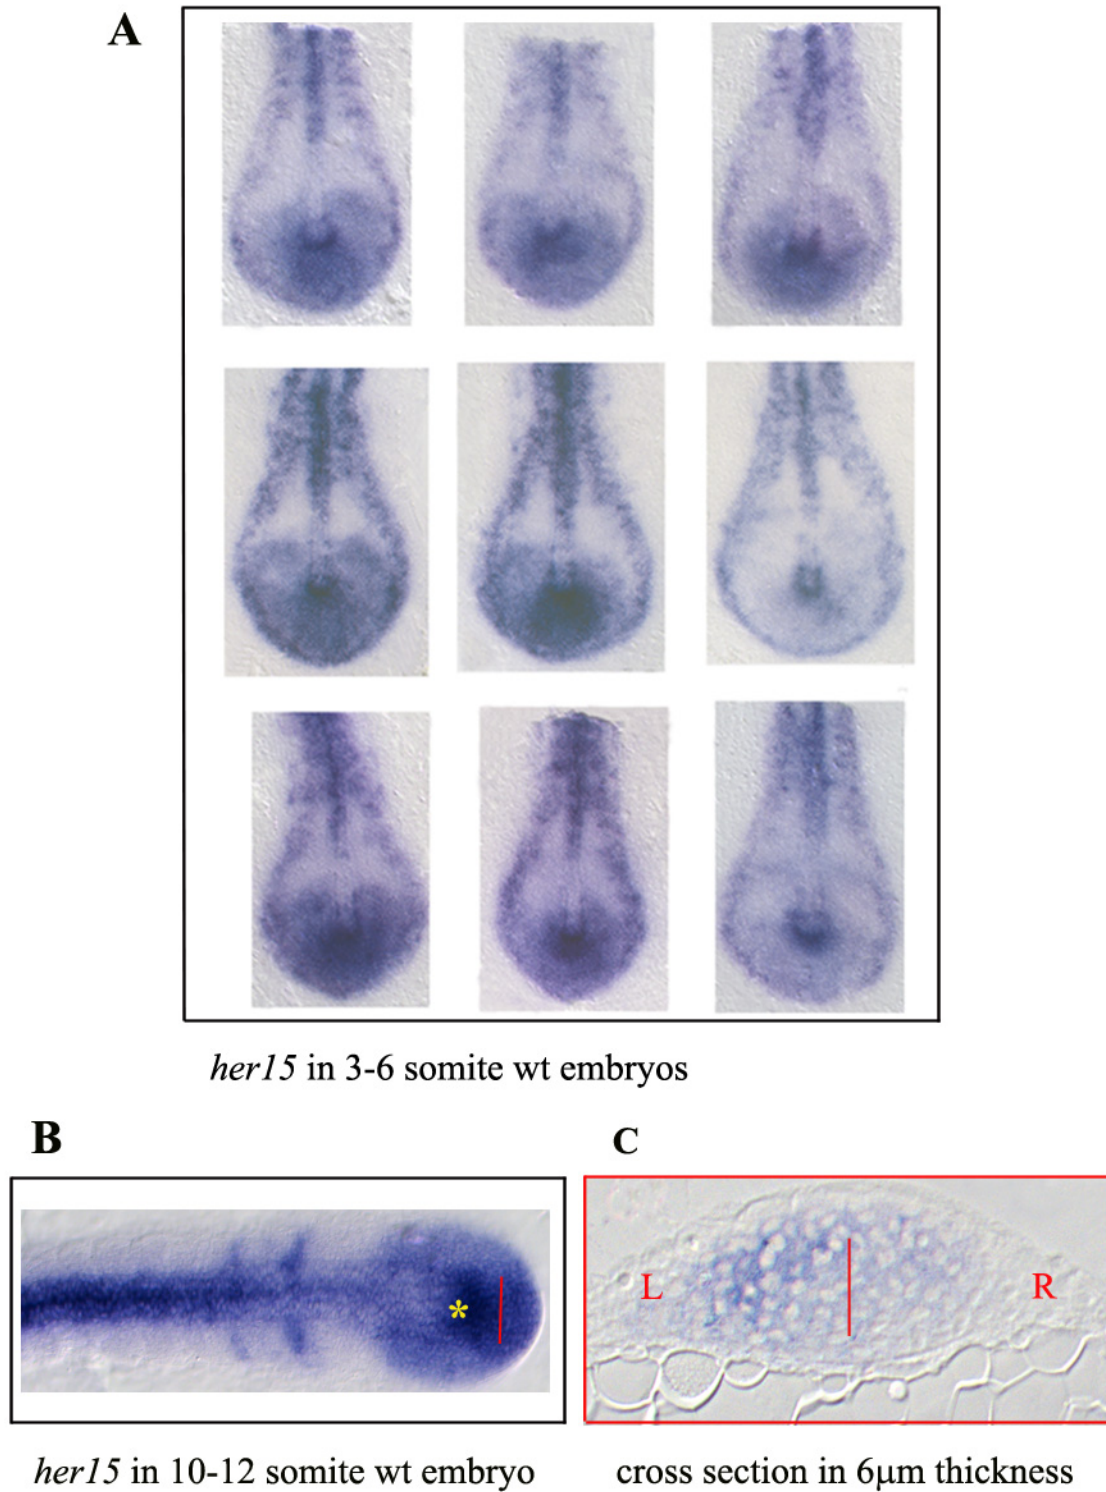 A
her15 in 3-6 somite wt embryos
B
C
*
L
R
her15 in 10-12 somite wt embryo
cross section in 6μm thickness